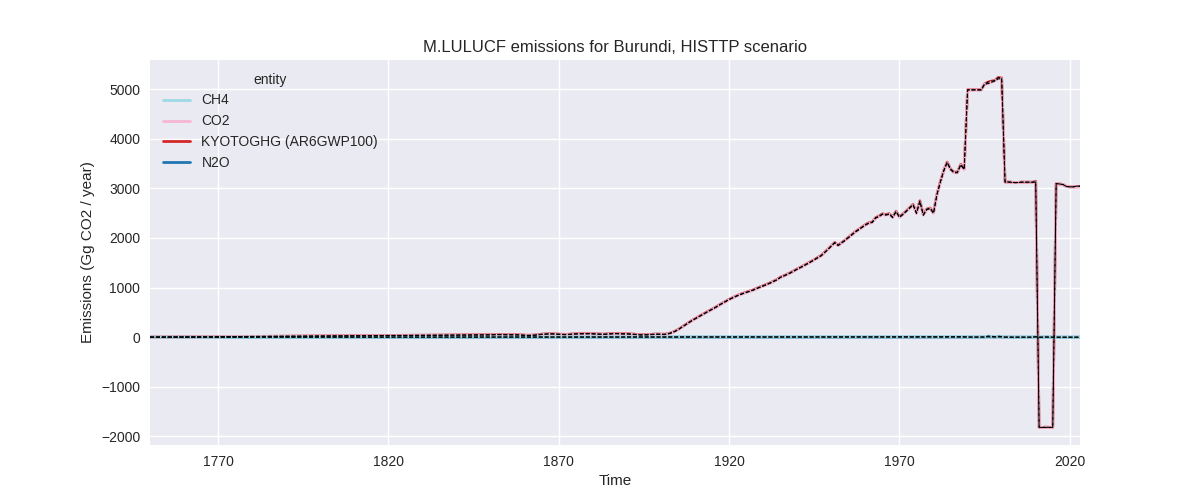 M.LULUCF emissions for Burundi, HISTTP scenario
entity
CH4
CO2
KYOTOGHG (AR6GWP100)
N2O
5000
4000
3000
2000
1000
0
−1000
−2000
Emissions (Gg CO2 / year)
1770
1820
1870
1920
1970
2020
Time